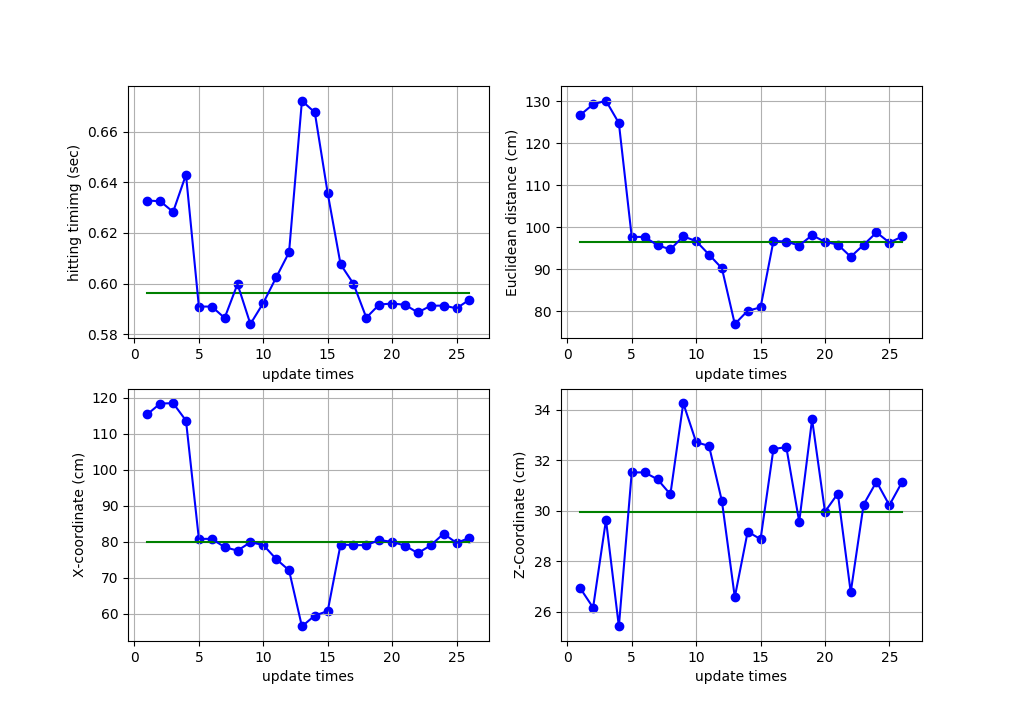 hitting timimg (sec)
0.66
0.64
0.62
0.60
0.58
0 5 10 15 20 25
update times
Euclidean distance (cm)
130
120
110
100
90
80
0 5 10 15 20 25
update times
X-coordinate (cm)
120
110
100
90
80
70
60
0 5 10 15 20 25
update times
Z-Coordinate (cm)
34
32
30
28
26
0 5 10 15 20 25
update times